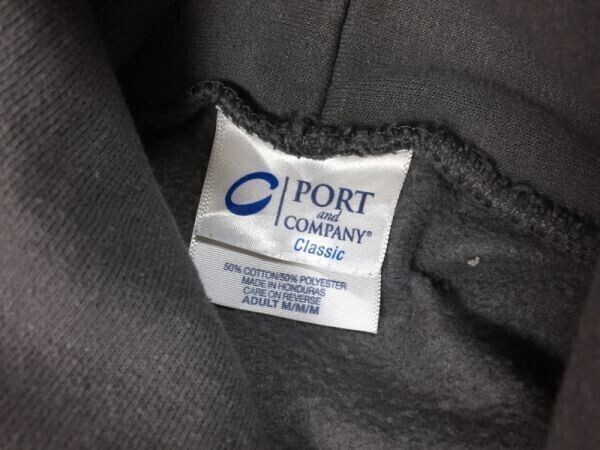 PORT
and
COMPANY®
Classic
50% COTTON/50% POLYESTER
MADE IN HONDURAS
CARE ON REVERSE
ADULT M/M/M